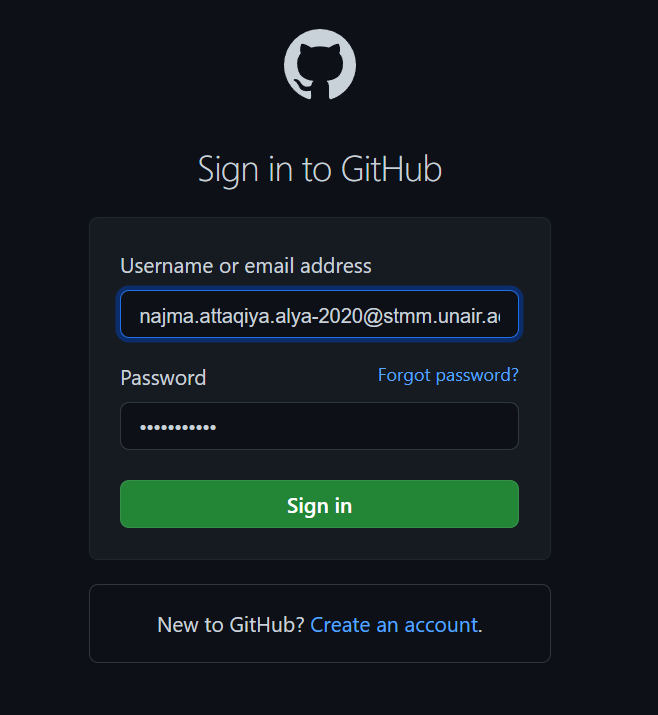 Sign in to GitHub
Username or email address
najma.attaqiya.alya-2020@stmm.unair.a
Password
Forgot password?
•••••••••••
Sign in
New to GitHub? Create an account.